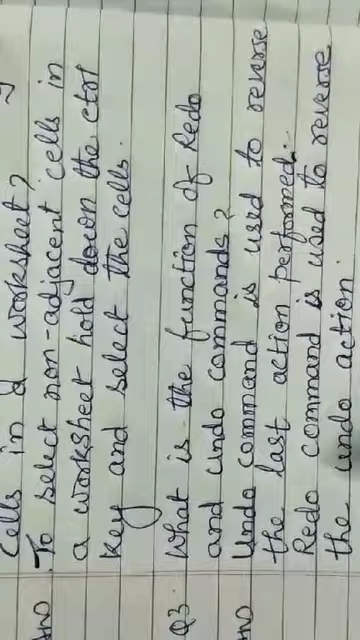 cells in a worksheet?
Ans. To select non-adjacent cells in
a worksheet hold down the ctrl
key and select the cells.
Q3 What is the function of Redo
and Undo commands?
Ans Undo command is used to reverse
the last action performed.
Redo command is used to reverse
the undo action.